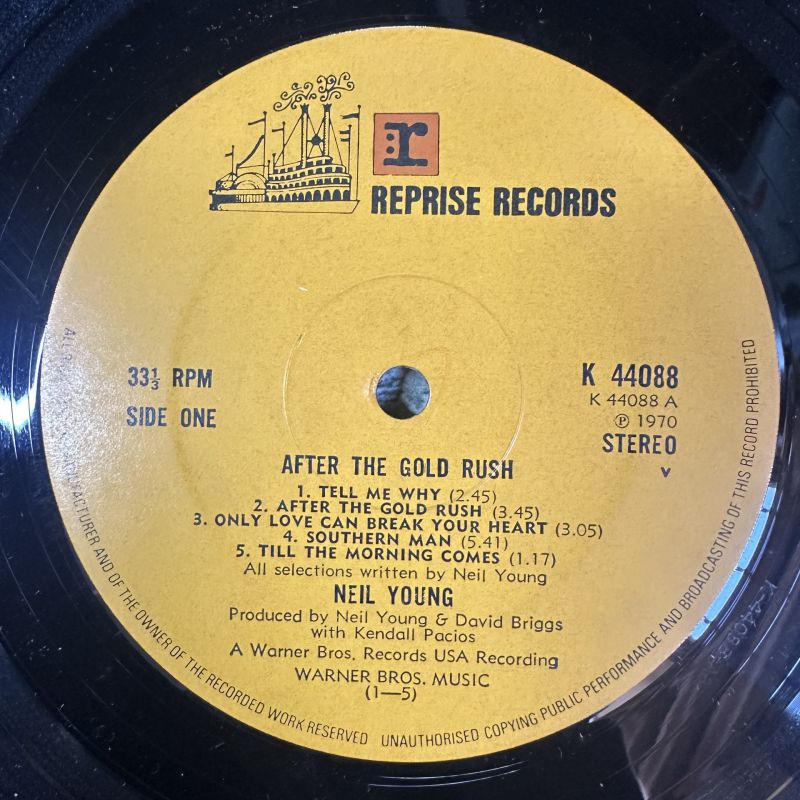 r
REPRISE RECORDS
33⅓ RPM
SIDE ONE
K 44088
K 44088 A
℗ 1970
STEREO
V
AFTER THE GOLD RUSH
1. TELL ME WHY (2.45)
2. AFTER THE GOLD RUSH (3.45)
3. ONLY LOVE CAN BREAK YOUR HEART (3.05)
4. SOUTHERN MAN (5.41)
5. TILL THE MORNING COMES (1.17)
All selections written by Neil Young
NEIL YOUNG
Produced by Neil Young & David Briggs
with Kendall Pacios
A Warner Bros. Records USA Recording
WARNER BROS. MUSIC
(1—5)
ALL MANUFACTURER AND OF THE OWNER OF THE RECORDED WORK RESERVED
UNAUTHORISED COPYING PUBLIC PERFORMANCE AND BROADCASTING OF THIS RECORD PROHIBITED